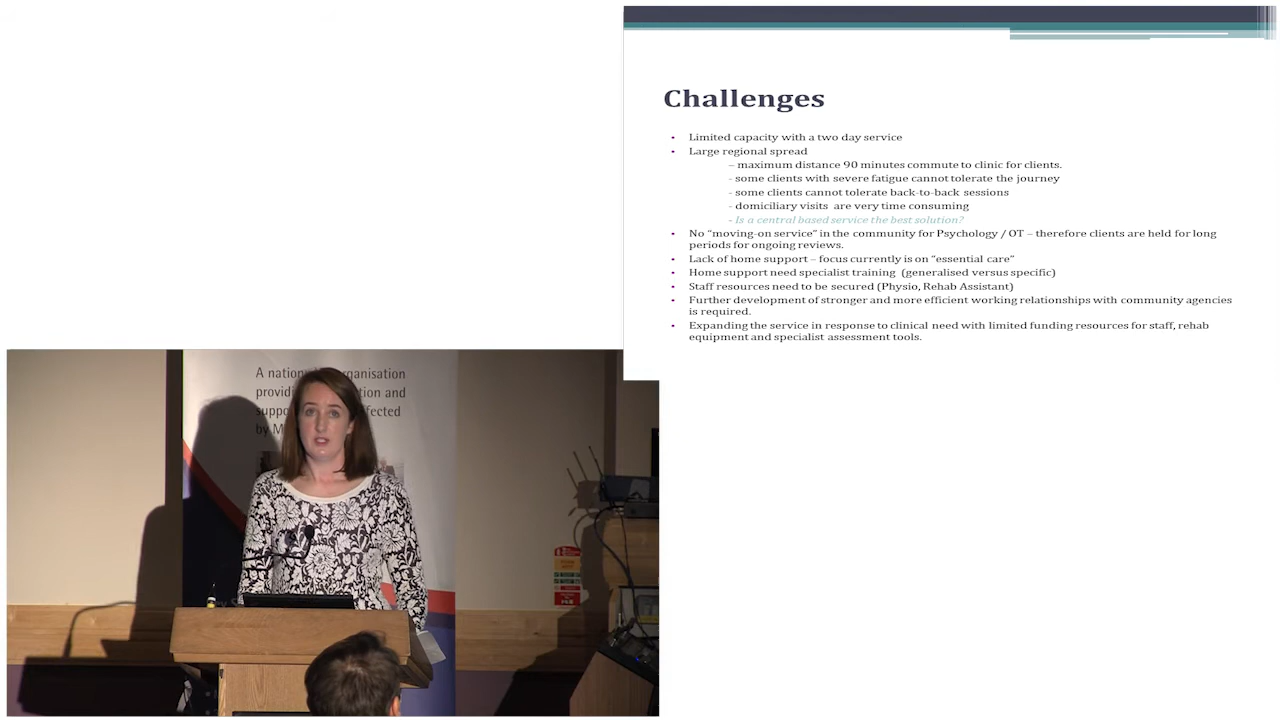 Challenges
• Limited capacity with a two day service
• Large regional spread
– maximum distance 90 minutes commute to clinic for clients.
- some clients with severe fatigue cannot tolerate the journey
- some clients cannot tolerate back-to-back sessions
- domiciliary visits are very time consuming
- Is a central based service the best solution?
• No “moving-on service” in the community for Psychology / OT – therefore clients are held for long
periods for ongoing reviews.
• Lack of home support – focus currently is on “essential care”
• Home support need specialist training (generalised versus specific)
• Staff resources need to be secured (Physio, Rehab Assistant)
• Further development of stronger and more efficient working relationships with community agencies
is required.
• Expanding the service in response to clinical need with limited funding resources for staff, rehab
equipment and specialist assessment tools.
A organisation
and
by